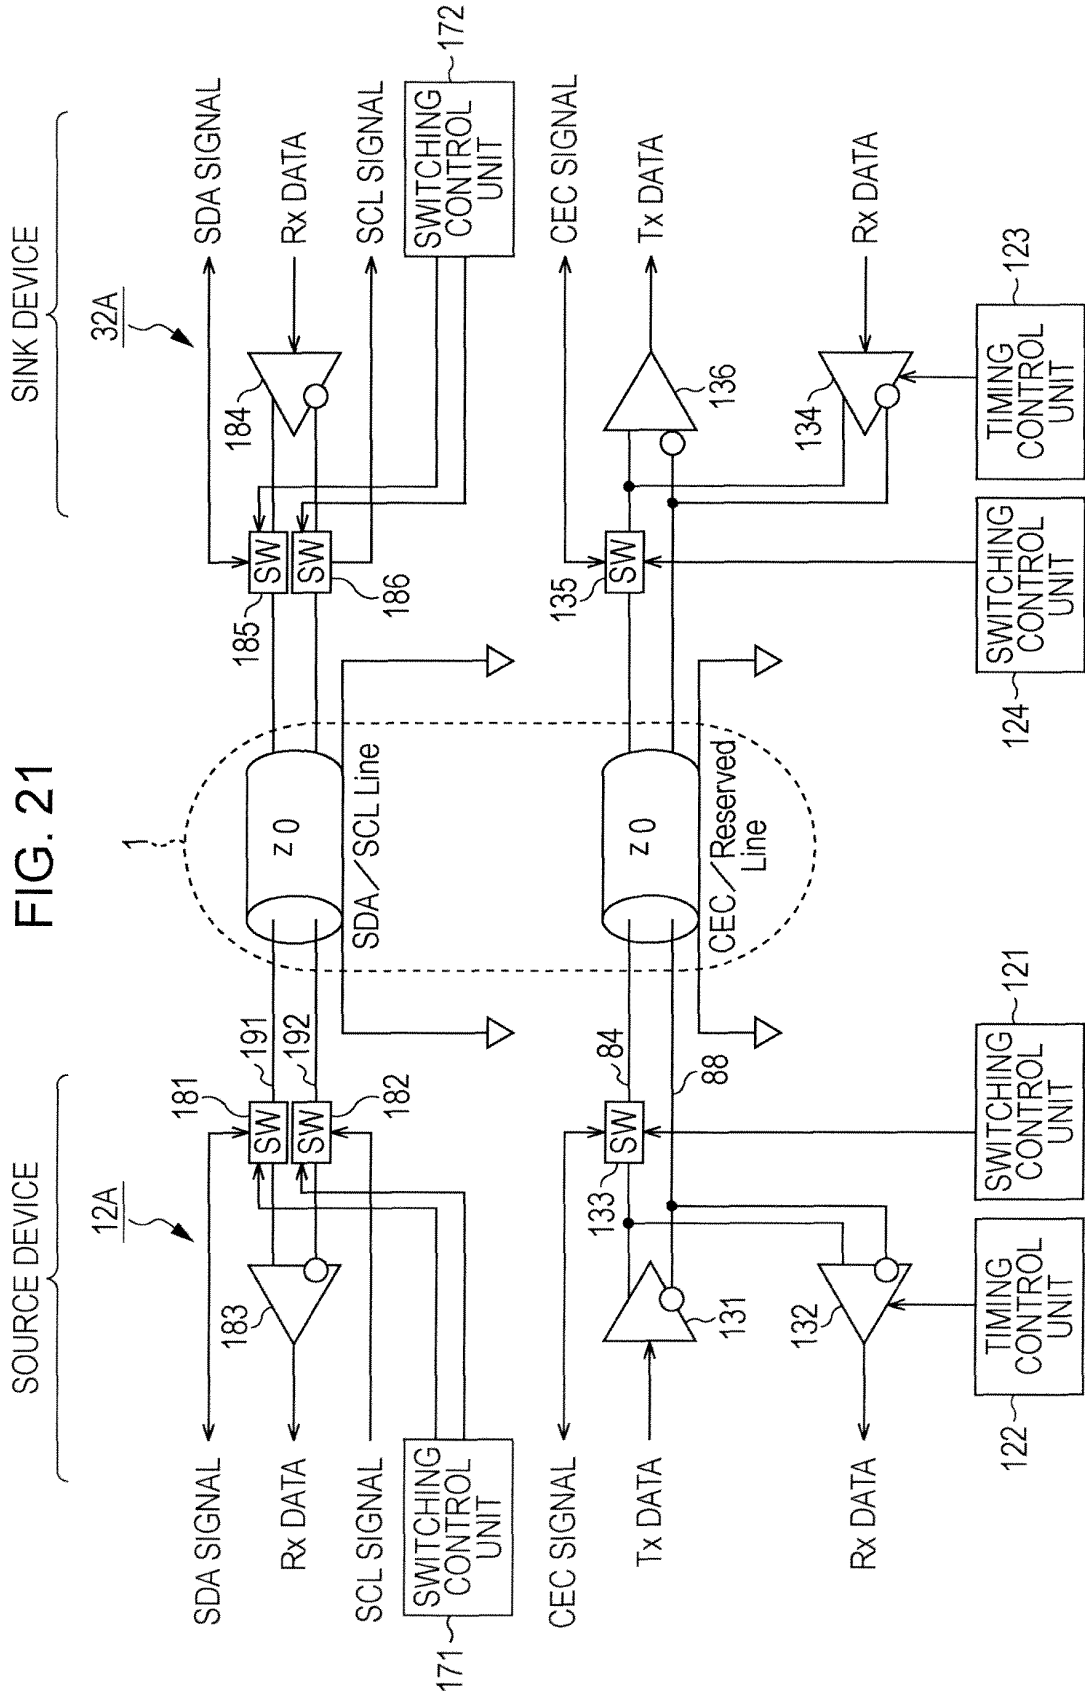 FIG. 21
SOURCE DEVICE
SINK DEVICE
12A
32A
1
SDA SIGNAL
SDA SIGNAL
181
191
SW
183
Rx DATA
z 0
185
SW
184
Rx DATA
192
SW
182
SW
186
SCL SIGNAL
SDA/SCL Line
SCL SIGNAL
171
SWITCHING
CONTROL
UNIT
172
SWITCHING
CONTROL
UNIT
CEC SIGNAL
CEC SIGNAL
133
SW
84
z 0
135
SW
Tx DATA
131
88
136
Tx DATA
CEC/Reserved
Line
Rx DATA
132
134
Rx DATA
122
TIMING
CONTROL
UNIT
121
SWITCHING
CONTROL
UNIT
124
SWITCHING
CONTROL
UNIT
123
TIMING
CONTROL
UNIT